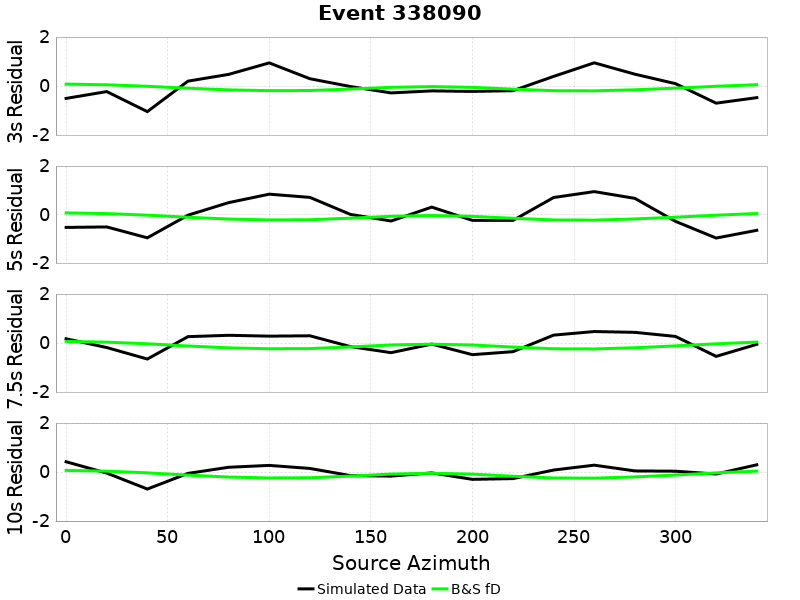 Event 338090
3s Residual
2
0
-2
5s Residual
2
0
-2
7.5s Residual
2
0
-2
10s Residual
2
0
-2
0 50 100 150 200 250 300
Source Azimuth
Simulated Data B&S fD